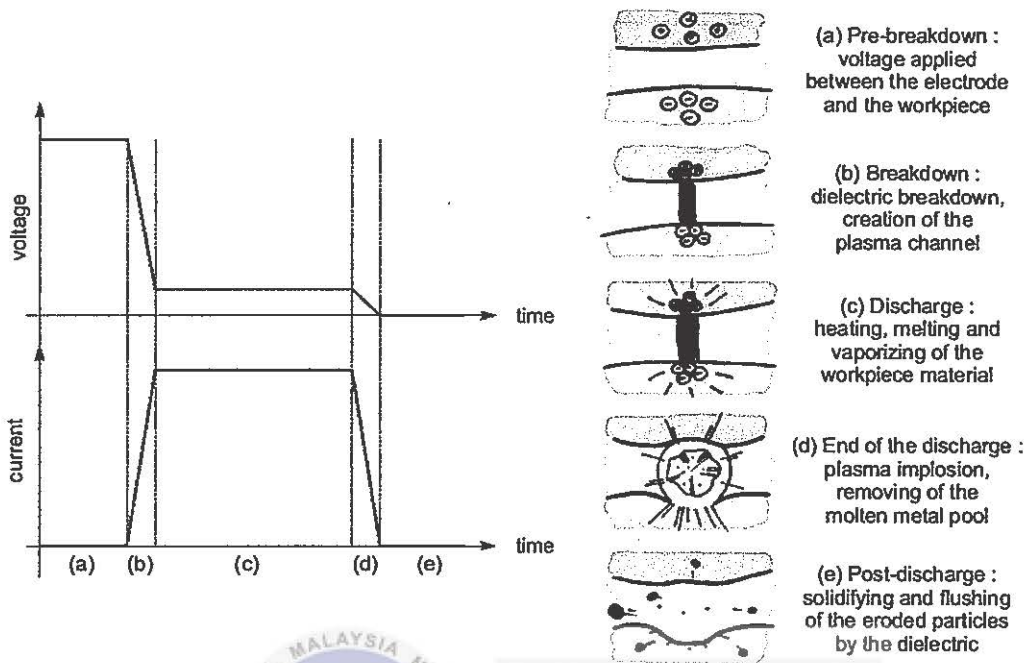 voltage
time
current
time
(a)
(b)
(c)
(d)
(e)
(a) Pre-breakdown :
voltage applied
between the electrode
and the workpiece
(b) Breakdown :
dielectric breakdown,
creation of the
plasma channel
(c) Discharge :
heating, melting and
vaporizing of the
workpiece material
(d) End of the discharge :
plasma implosion,
removing of the
molten metal pool
(e) Post-discharge :
solidifying and flushing
of the eroded particles
by the dielectric
MALAYSIA